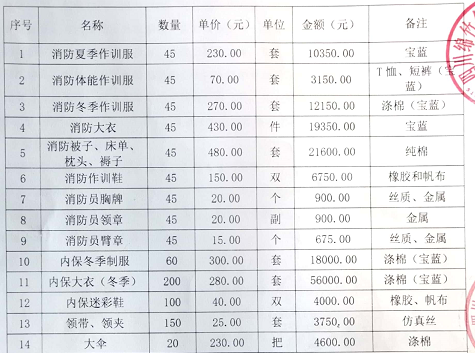 序号 名称 数量 单价（元） 单位 金额（元） 备注
1 消防夏季作训服 45 230.00 套 10350.00 宝蓝
2 消防体能作训服 45 70.00 套 3150.00 T恤、短裤（宝
蓝）
3 消防冬季作训服 45 270.00 套 12150.00 涤棉（宝蓝）
4 消防大衣 45 430.00 件 19350.00 宝蓝
5 消防被子、床单、
枕头、褥子 45 480.00 套 21600.00 纯棉
6 消防作训鞋 45 150.00 双 6750.00 橡胶和帆布
7 消防员胸牌 45 20.00 个 900.00 丝质、金属
8 消防员领章 45 20.00 副 900.00 金属
9 消防员臂章 45 15.00 个 675.00 丝质、金属
10 内保冬季制服 60 300.00 套 18000.00 涤棉（宝蓝）
11 内保大衣（冬季） 200 280.00 套 56000.00 涤棉（宝蓝）
12 内保迷彩鞋 100 40.00 双 4000.00 橡胶、帆布
13 领带、领夹 150 25.00 套 3750,00 仿真丝
14 大伞 20 230.00 把 4600.00 涤棉
四川绵